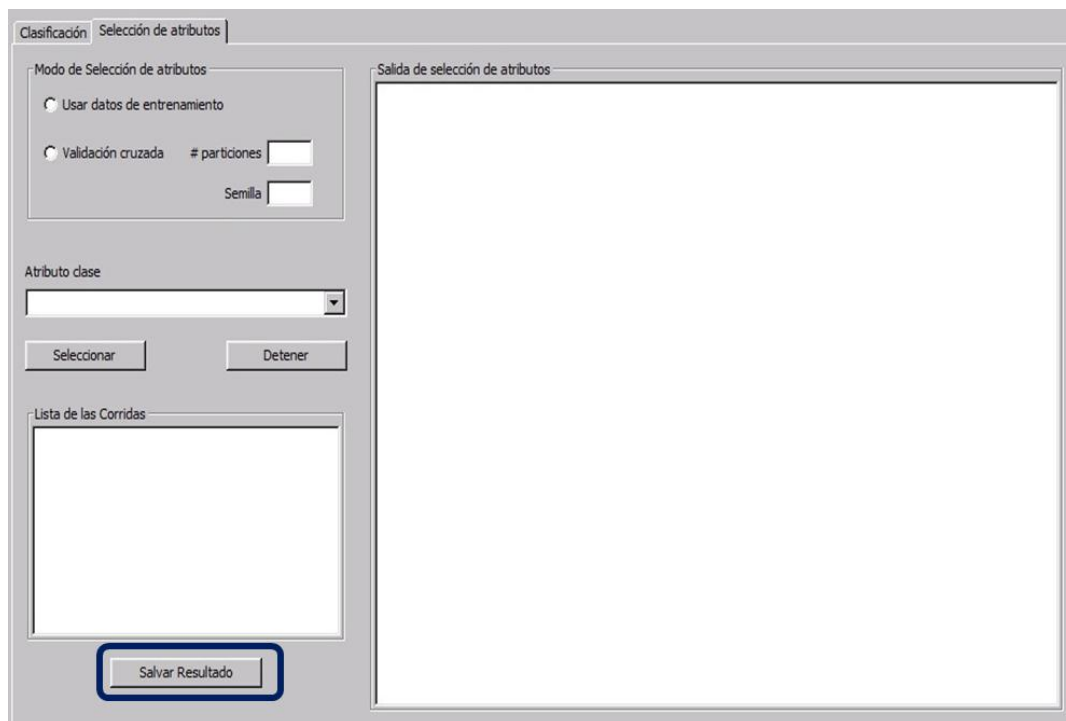 Clasificación Selección de atributos
Modo de Selección de atributos
Usar datos de entrenamiento
Validación cruzada # particiones
Semilla
Atributo clase
Seleccionar Detener
Lista de las Corridas
Salvar Resultado
Salida de selección de atributos